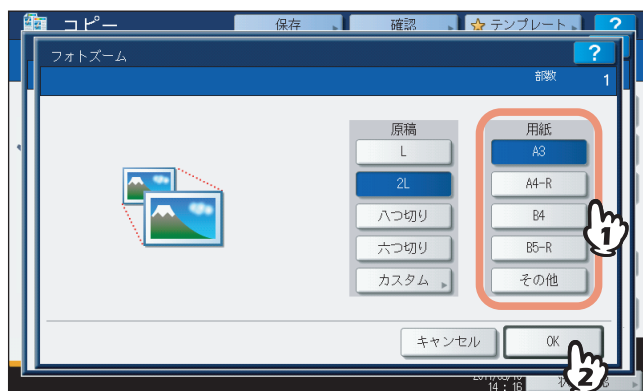 コピー
保存
確認
テンプレート
?
フォトズーム
?
部数 1
原稿
用紙
L
A3
2L
A4-R
八つ切り
B4
六つ切り
B5-R
カスタム
その他
1
キャンセル
OK
2
14 : 16